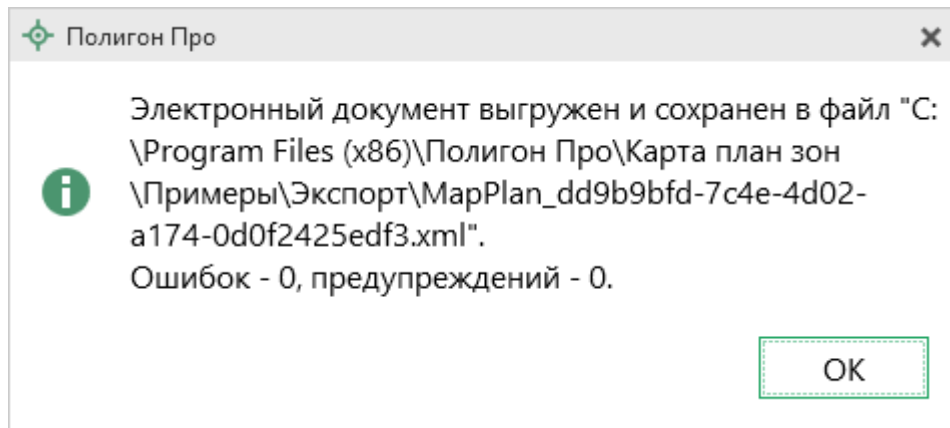 Полигон Про
Электронный документ выгружен и сохранен в файл "C:
\Program Files (x86)\Полигон Про\Карта план зон
\Примеры\Экспорт\MapPlan_dd9b9bfd-7c4e-4d02-
a174-0d0f2425edf3.xml".
Ошибок - 0, предупреждений - 0.
OK